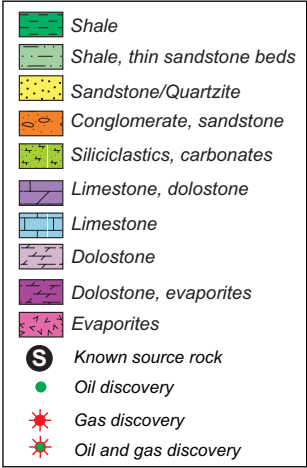 Shale
Shale, thin sandstone beds
Sandstone/Quartzite
Conglomerate, sandstone
Siliciclastics, carbonates
Limestone, dolostone
Limestone
Dolostone
Dolostone, evaporites
Evaporites
S Known source rock
Oil discovery
Gas discovery
Oil and gas discovery